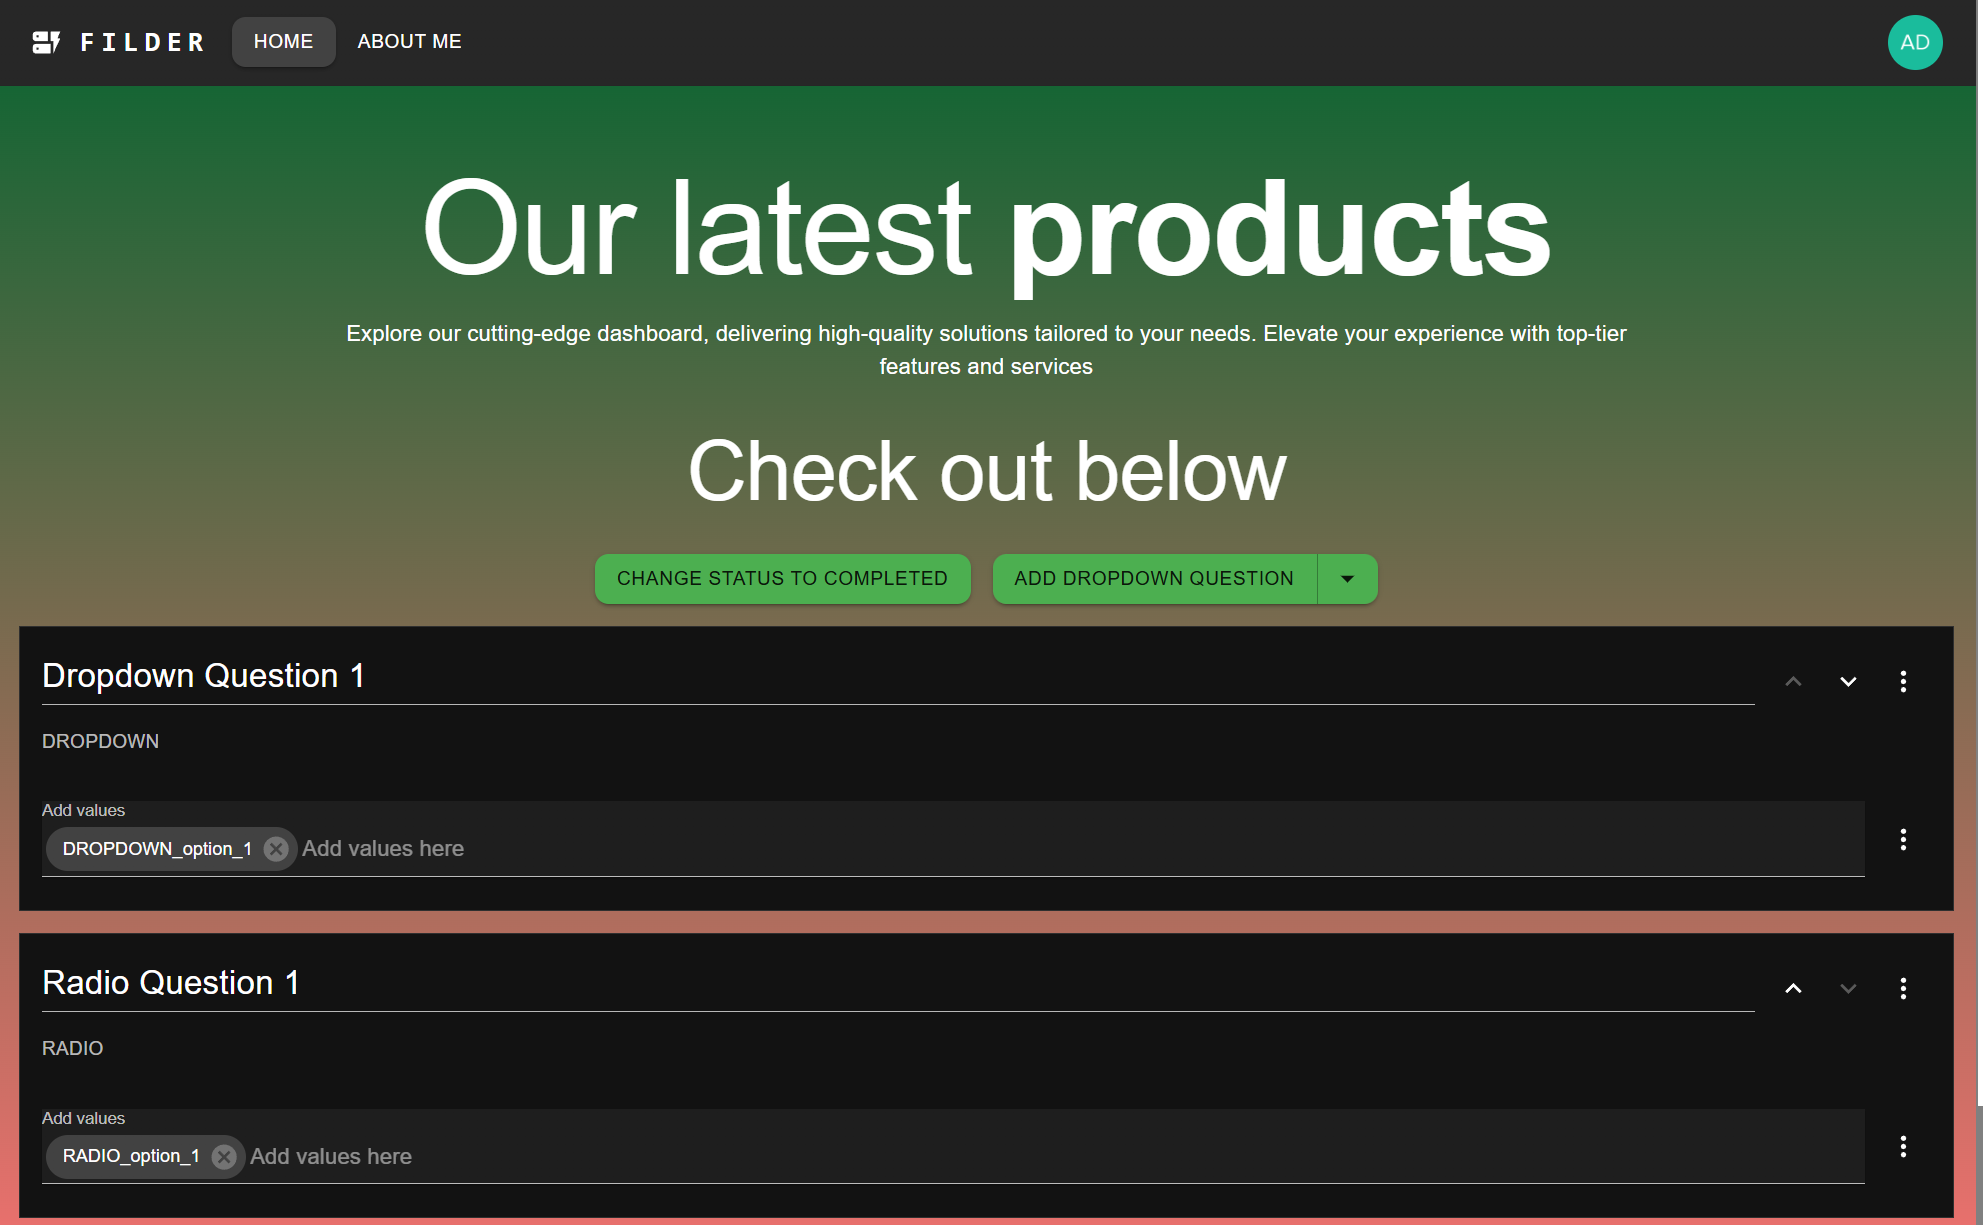 FILDER
HOME
ABOUT ME
AD
Our latest products
Explore our cutting-edge dashboard, delivering high-quality solutions tailored to your needs. Elevate your experience with top-tier
features and services
Check out below
CHANGE STATUS TO COMPLETED
ADD DROPDOWN QUESTION
Dropdown Question 1
DROPDOWN
Add values
DROPDOWN_option_1
Add values here
Radio Question 1
RADIO
Add values
RADIO_option_1
Add values here